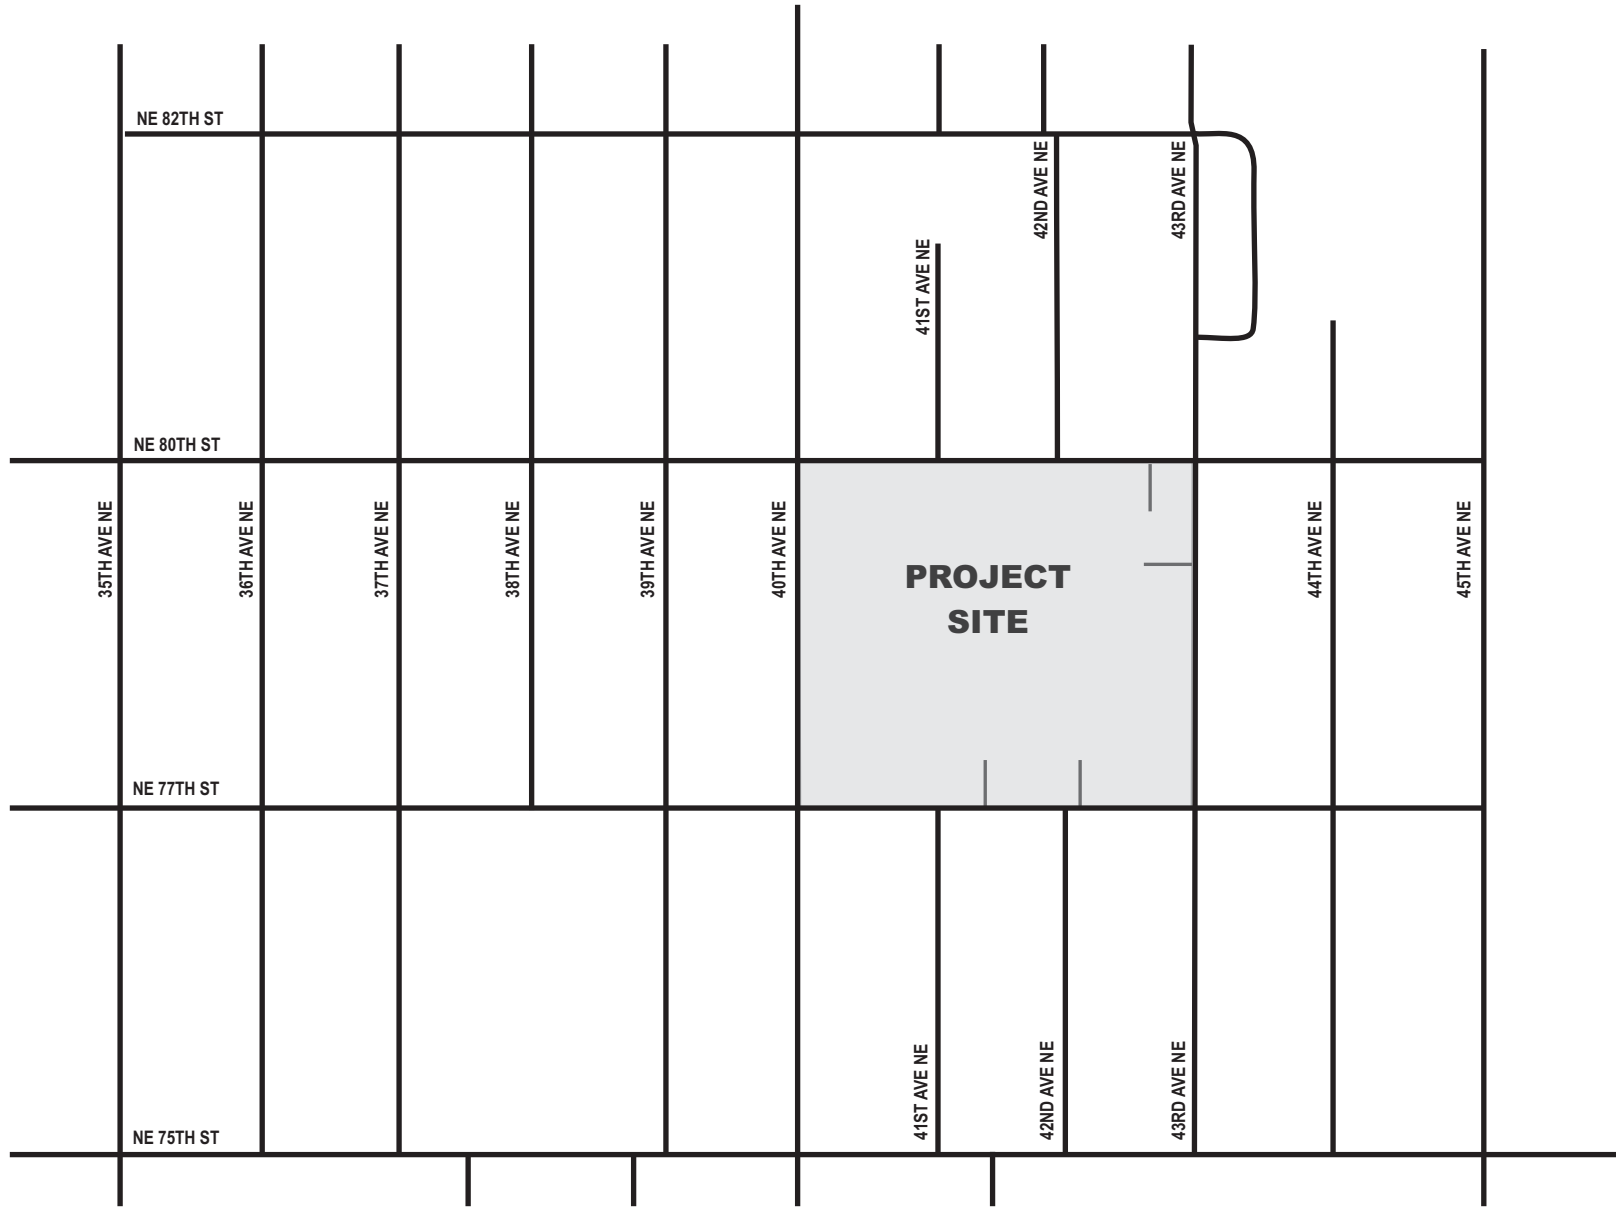 NE 82TH ST
42ND AVE NE
43RD AVE NE
41ST AVE NE
NE 80TH ST
35TH AVE NE
36TH AVE NE
37TH AVE NE
38TH AVE NE
39TH AVE NE
40TH AVE NE
PROJECT
SITE
44TH AVE NE
45TH AVE NE
NE 77TH ST
41ST AVE NE
42ND AVE NE
43RD AVE NE
NE 75TH ST